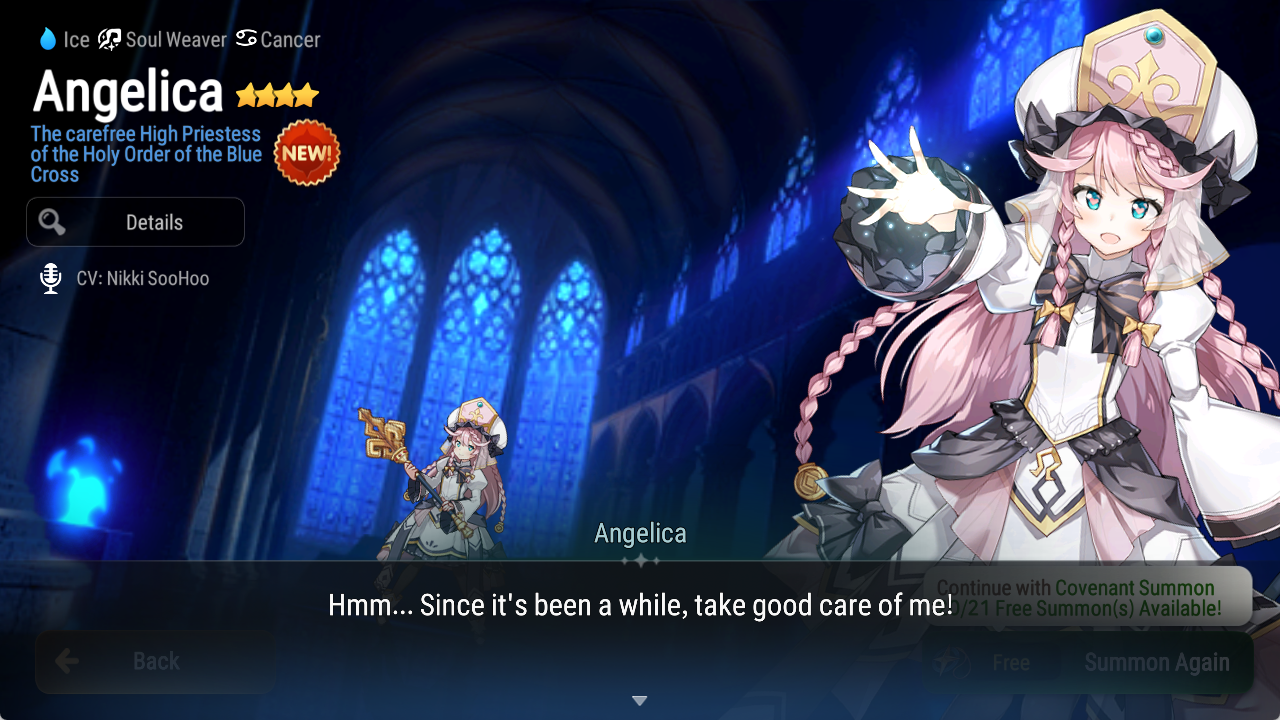 Ice Soul Weaver Cancer
Angelica
The carefree High Priestess
of the Holy Order of the Blue
Cross
NEW!
Details
CV: Nikki SooHoo
Angelica
Hmm... Since it's been a while, take good care of me!
Continue with Covenant Summon
/21 Free Summon(s) Available!
Back
Free
Summon Again